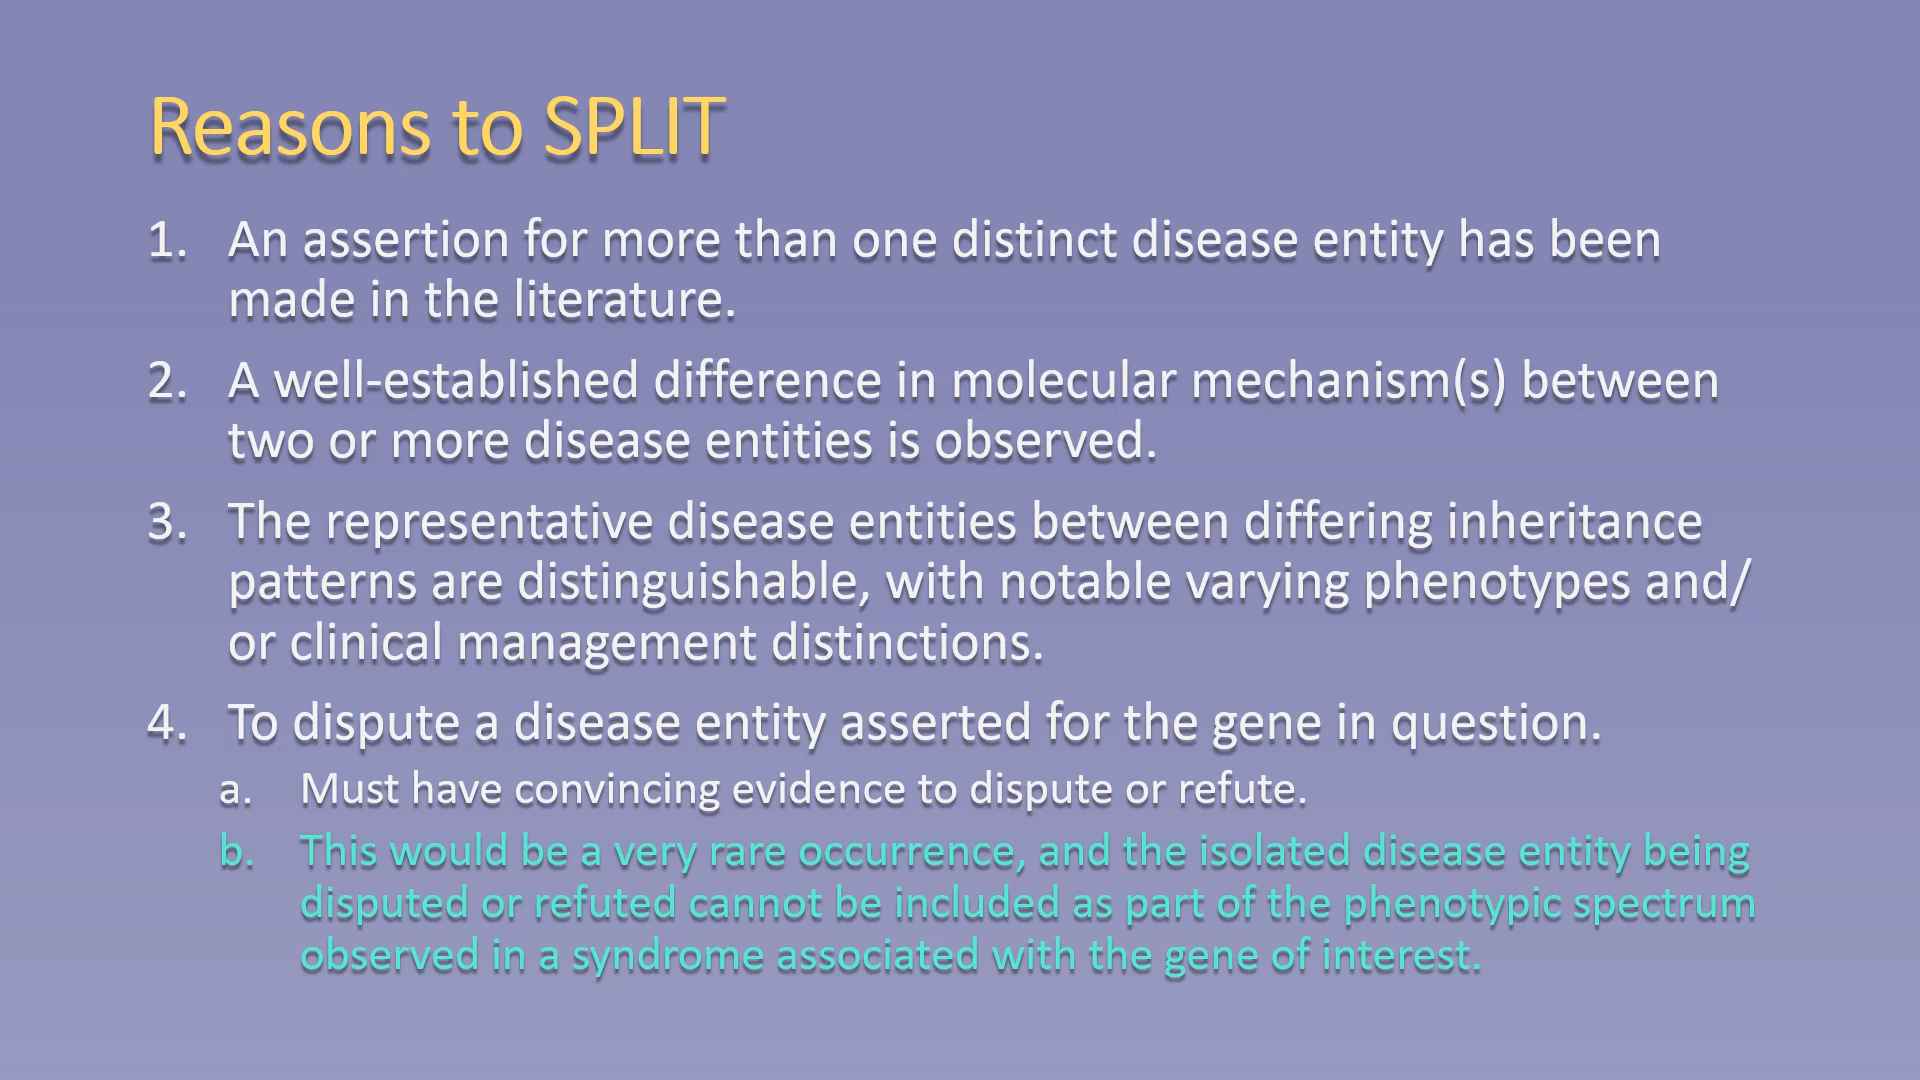 Reasons to SPLIT
1. An assertion for more than one distinct disease entity has been
made in the literature.
2. A well-established difference in molecular mechanism(s) between
two or more disease entities is observed.
3. The representative disease entities between differing inheritance
patterns are distinguishable, with notable varying phenotypes and/
or clinical management distinctions.
4. To dispute a disease entity asserted for the gene in question.
a. Must have convincing evidence to dispute or refute.
b. This would be a very rare occurrence, and the isolated disease entity being
disputed or refuted cannot be included as part of the phenotypic spectrum
observed in a syndrome associated with the gene of interest.